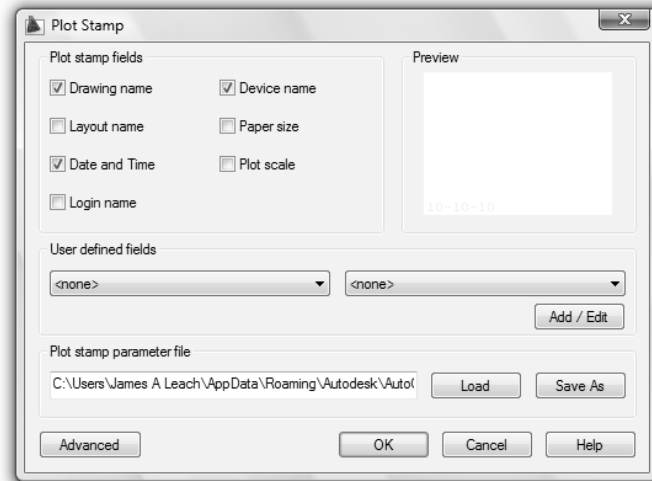 Plot Stamp
Plot stamp fields
Drawing name
Device name
Layout name
Paper size
Date and Time
Plot scale
Login name
Preview
10-10-10
User defined fields
<none>
<none>
Add / Edit
Plot stamp parameter file
C:\Users\James A Leach\AppData\Roaming\Autodesk\Auto
Load
Save As
Advanced
OK
Cancel
Help